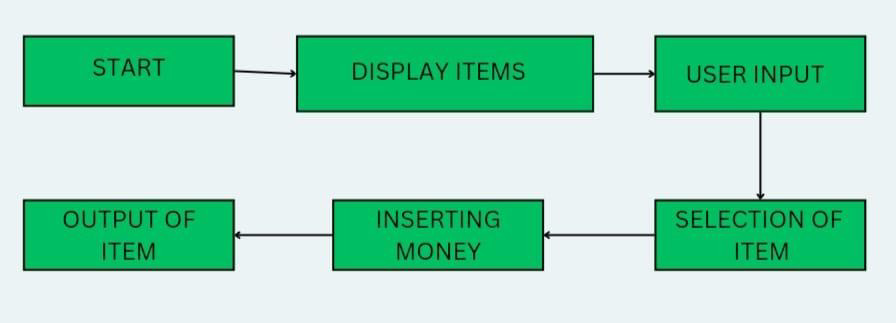 START
DISPLAY ITEMS
USER INPUT
OUTPUT OF
ITEM
INSERTING
MONEY
SELECTION OF
ITEM